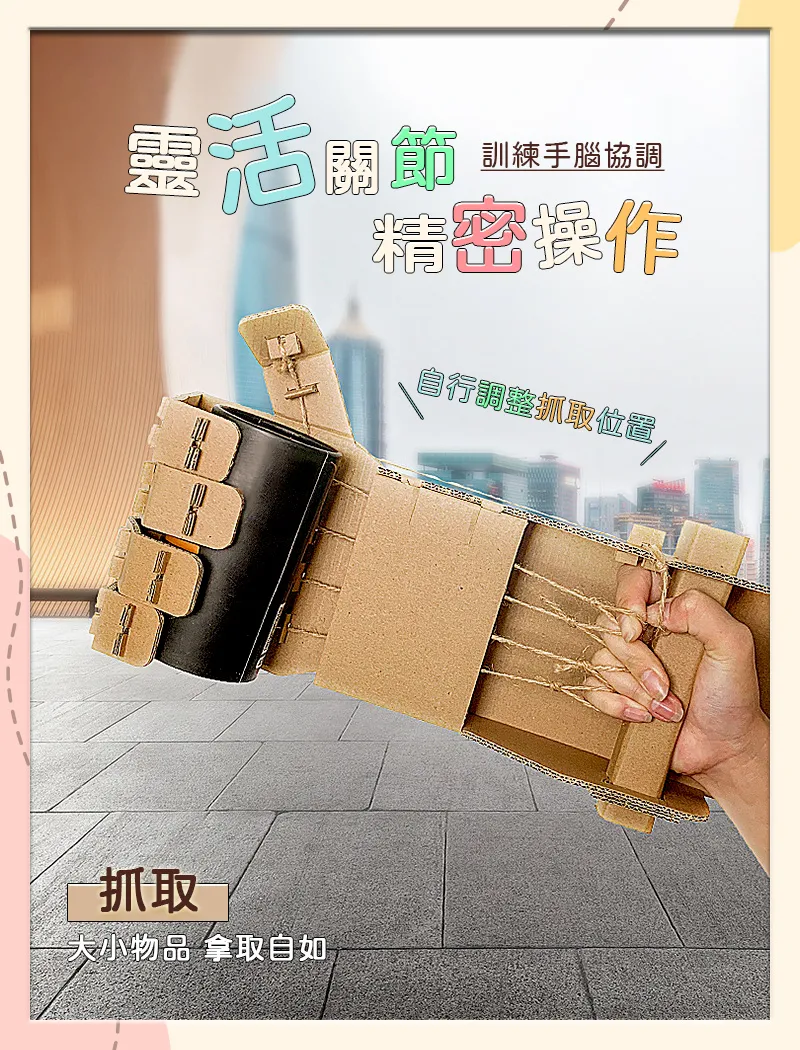 靈活關節 訓練手腦協調
精密操作
自行調整抓取位置
抓取
大小物品 拿取自如